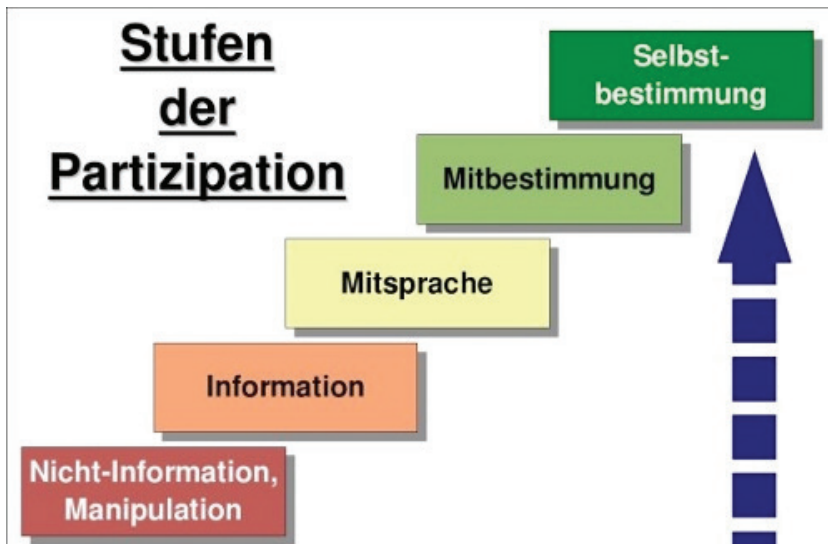 Stufen
der
Partizipation
Selbst-
bestimmung
Mitbestimmung
Mitsprache
Information
Nicht-Information,
Manipulation